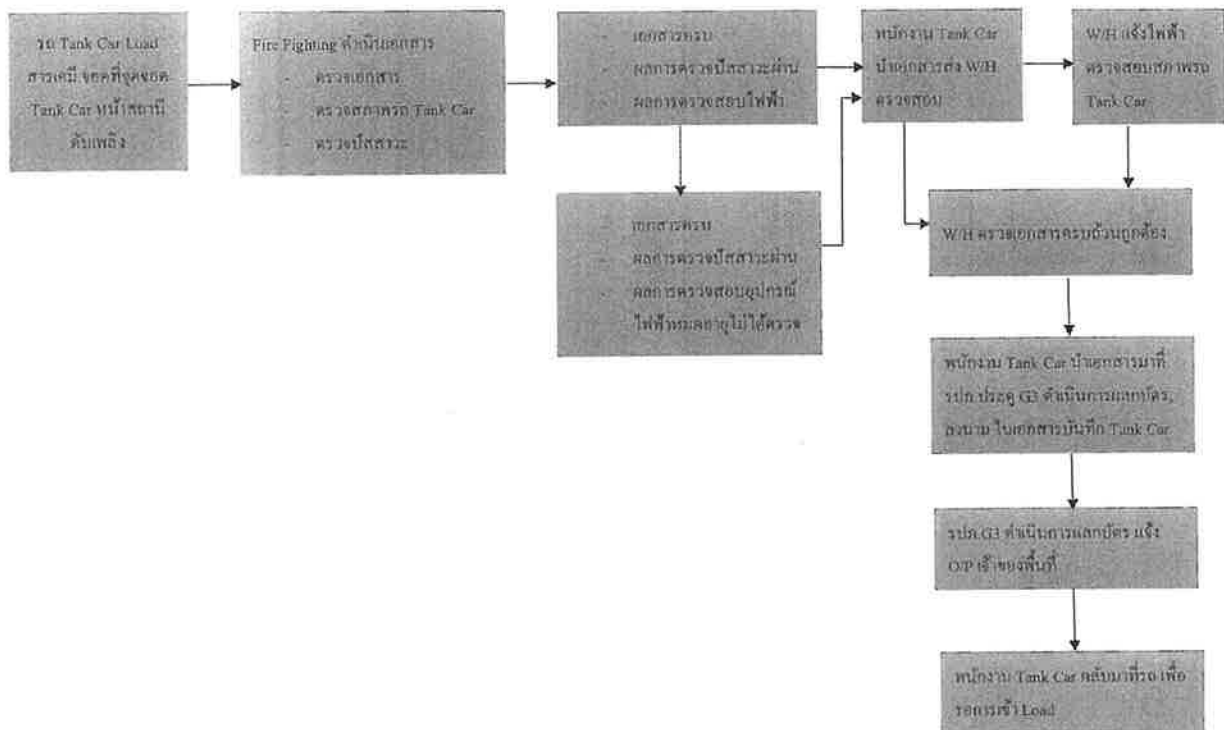 รถ Tank Car Load
สารเคมี จอดที่จุดจอด
Tank Car หน้าสถานี
ดับเพลิง
Fire Fighting ดำเนินเอกสาร
- ตรวจเอกสาร
- ตรวจสภาพรถ Tank Car
- ตรวจปัสสาวะ
- เอกสารครบ
- ผลการตรวจปัสสาวะผ่าน
- ผลการตรวจสอบไฟฟ้า
- เอกสารครบ
- ผลการตรวจปัสสาวะผ่าน
- ผลการตรวจสอบอุปกรณ์
ไฟฟ้าหมดอายุไม่ได้ตรวจ
พนักงาน Tank Car
นำเอกสารส่ง W/H
ตรวจสอบ
W/H แจ้งไฟฟ้า
ตรวจสอบสภาพรถ
Tank Car
W/H ตรวจเอกสารครบถ้วนถูกต้อง
พนักงาน Tank Car นำเอกสารมาที่
รปภ.ประตู G3 ดำเนินการแลกบัตร,
ลงนาม ในเอกสารบันทึก Tank Car
รปภ.G3 ดำเนินการแลกบัตร แจ้ง
O/P เจ้าของพื้นที่
พนักงาน Tank Car กลับมาที่รถ เพื่อ
รอการเข้า Load